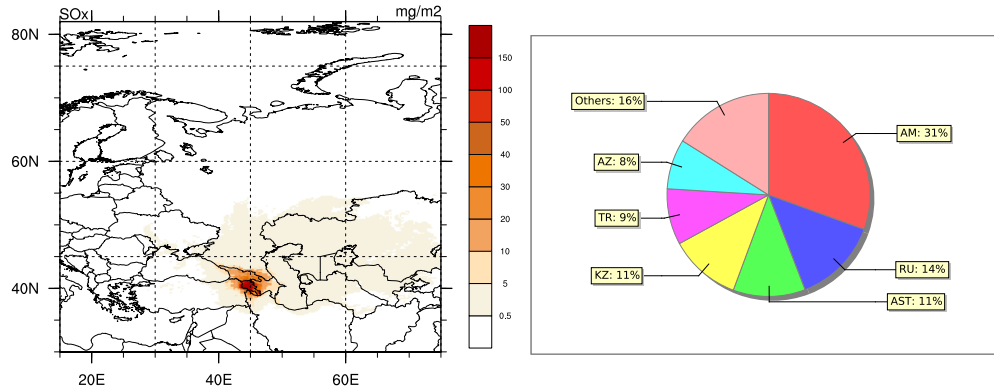 SOx
mg/m2
80N
60N
40N
20E
40E
60E
150
100
50
40
30
20
10
5
0.5
Others: 16%
AM: 31%
AZ: 8%
TR: 9%
KZ: 11%
RU: 14%
AST: 11%